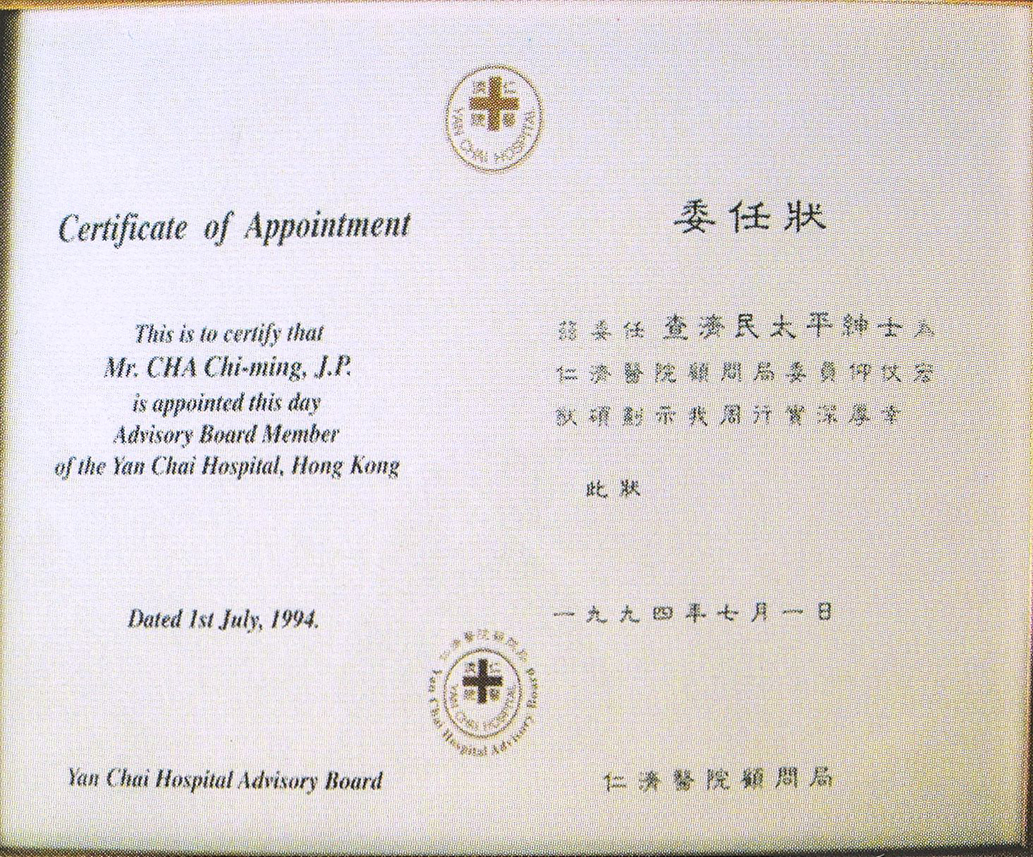 仁濟醫院
YAN CHAI HOSPITAL
Certificate of Appointment
This is to certify that
Mr. CHA Chi-ming, J.P.
is appointed this day
Advisory Board Member
of the Yan Chai Hospital, Hong Kong
Dated 1st July, 1994.
Yan Chai Hospital Advisory Board
委任狀
茲委任查濟民太平紳士為
仁濟醫院顧問局委員仰仗宏
猷碩劃示我周行實深厚幸
此狀
一九九四年七月一日
仁濟醫院顧問局
仁濟醫院顧問局
Yan Chai Hospital Advisory Board
仁濟醫院
YAN CHAI HOSPITAL